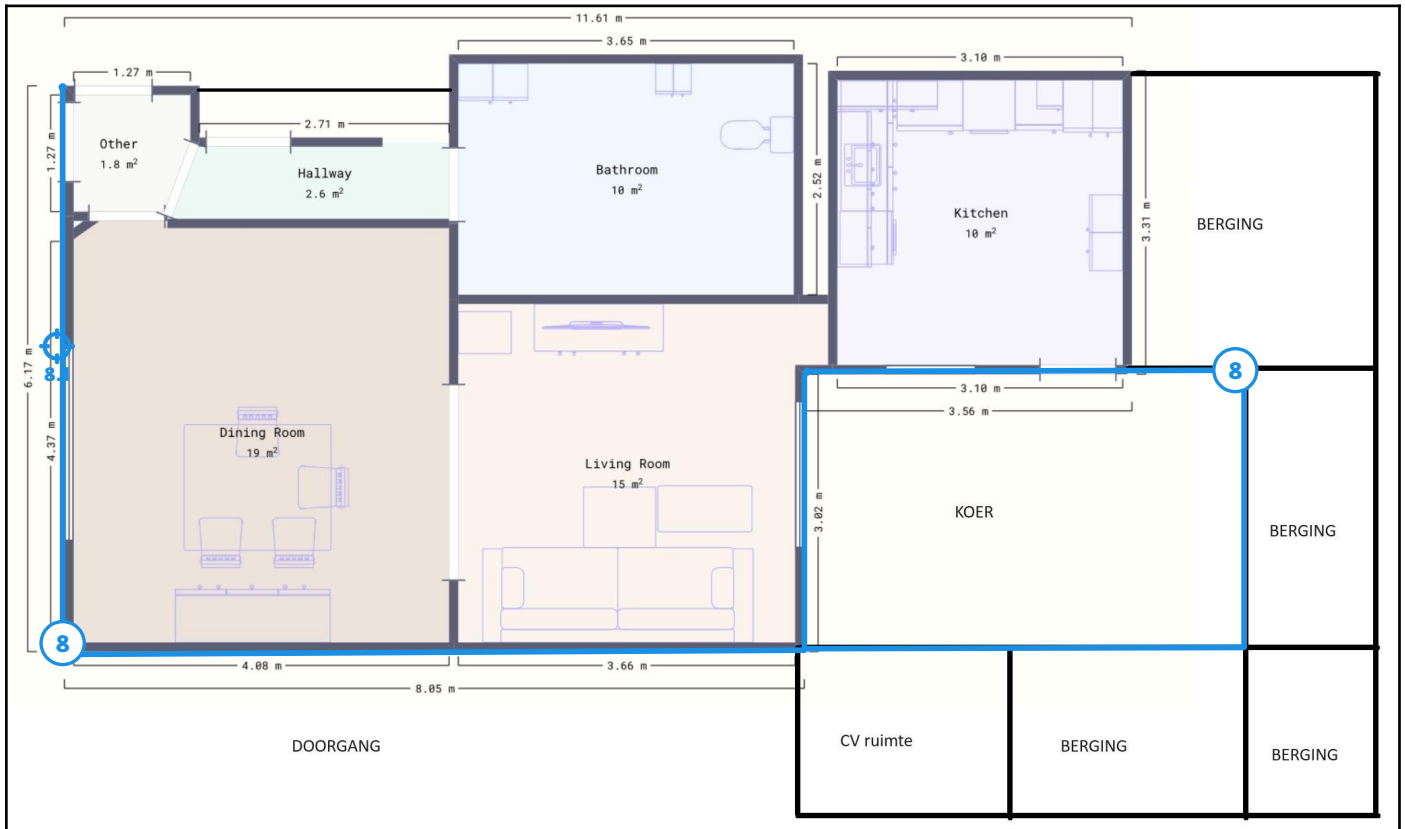 11.61 m
3.65 m
3.10 m
1.27 m
2.71 m
1.27 m
Other
1.8 m²
Hallway
2.6 m²
Bathroom
10 m²
2.52 m
Kitchen
10 m²
3.31 m
BERGING
6.17 m
8.1
4.37 m
8
3.10 m
3.56 m
Dining Room
19 m²
Living Room
15 m²
3.02 m
KOER
BERGING
8
4.08 m
3.66 m
8.05 m
DOORGANG
CV ruimte
BERGING
BERGING